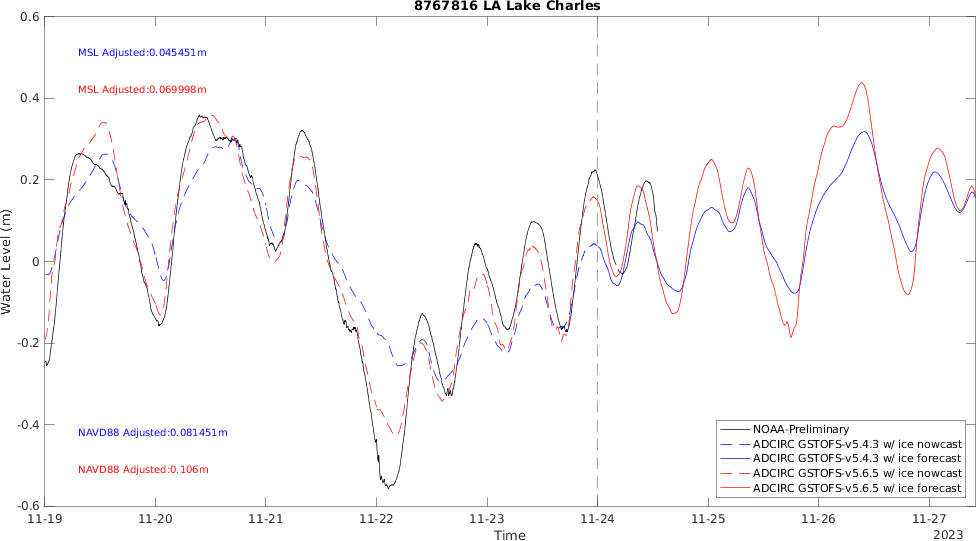 8767816 LA Lake Charles
0.6
0.4
0.2
0
-0.2
-0.4
-0.6
Water Level (m)
MSL Adjusted:0.045451m
MSL Adjusted:0.069998m
NAVD88 Adjusted:0.081451m
NAVD88 Adjusted:0.106m
NOAA-Preliminary
ADCIRC GSTOFS-v5.4.3 w/ ice nowcast
ADCIRC GSTOFS-v5.4.3 w/ ice forecast
ADCIRC GSTOFS-v5.6.5 w/ ice nowcast
ADCIRC GSTOFS-v5.6.5 w/ ice forecast
11-19 11-20 11-21 11-22 11-23 11-24 11-25 11-26 11-27
Time
2023